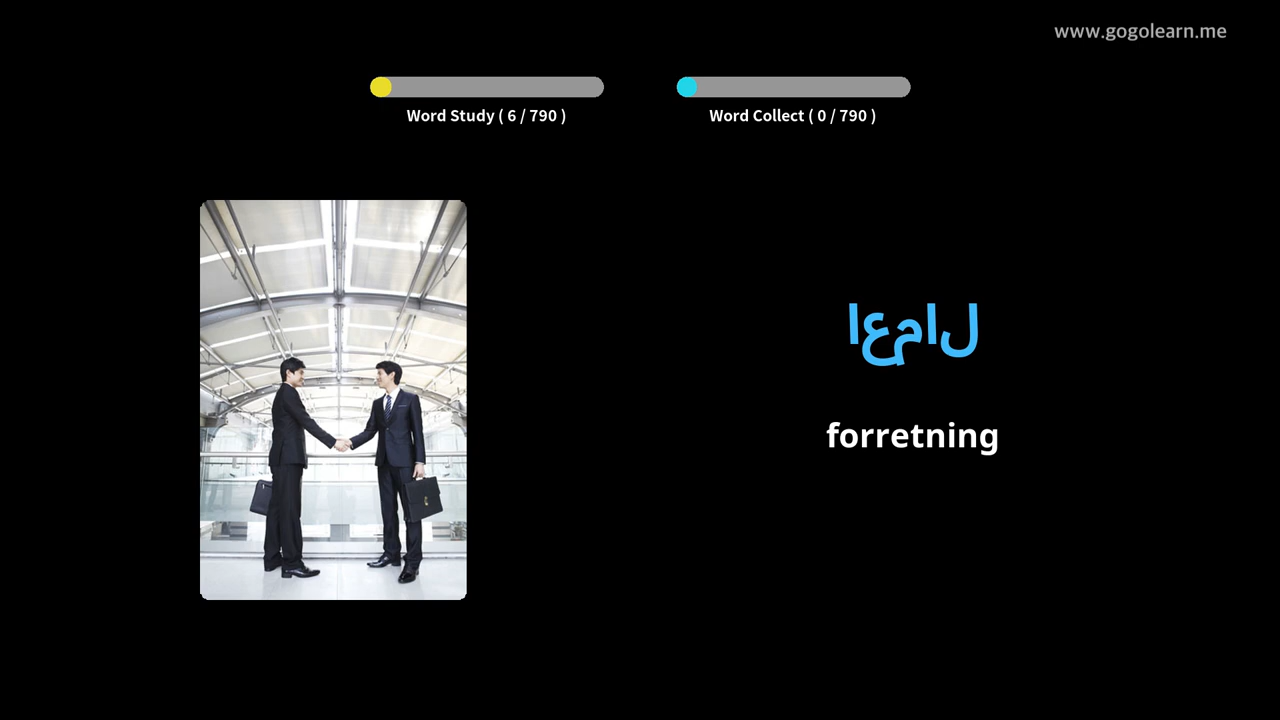 www.gogolearn.me
Word Study ( 6 / 790 )
Word Collect ( 0 / 790 )
اعمال
forretning